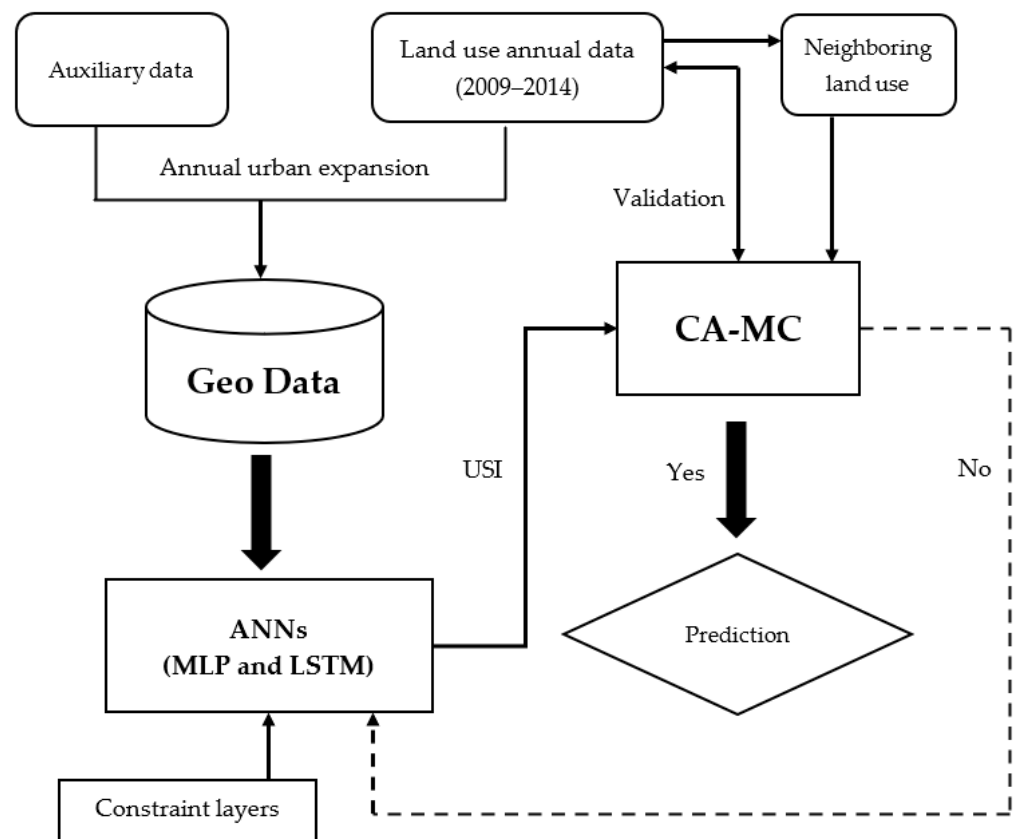 Auxiliary data
Land use annual data
(2009–2014)
Neighboring
land use
Annual urban expansion
Validation
CA-MC
Geo Data
USI
Yes
No
ANNs
(MLP and LSTM)
Prediction
Constraint layers